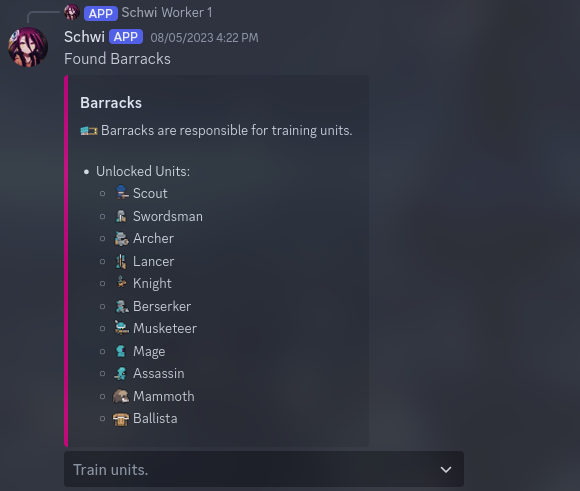 APP Schwi Worker 1
Schwi APP 08/05/2023 4:22 PM
Found Barracks
Barracks
Barracks are responsible for training units.
• Unlocked Units:
○ Scout
○ Swordsman
○ Archer
○ Lancer
○ Knight
○ Berserker
○ Musketeer
○ Mage
○ Assassin
○ Mammoth
○ Ballista
Train units.